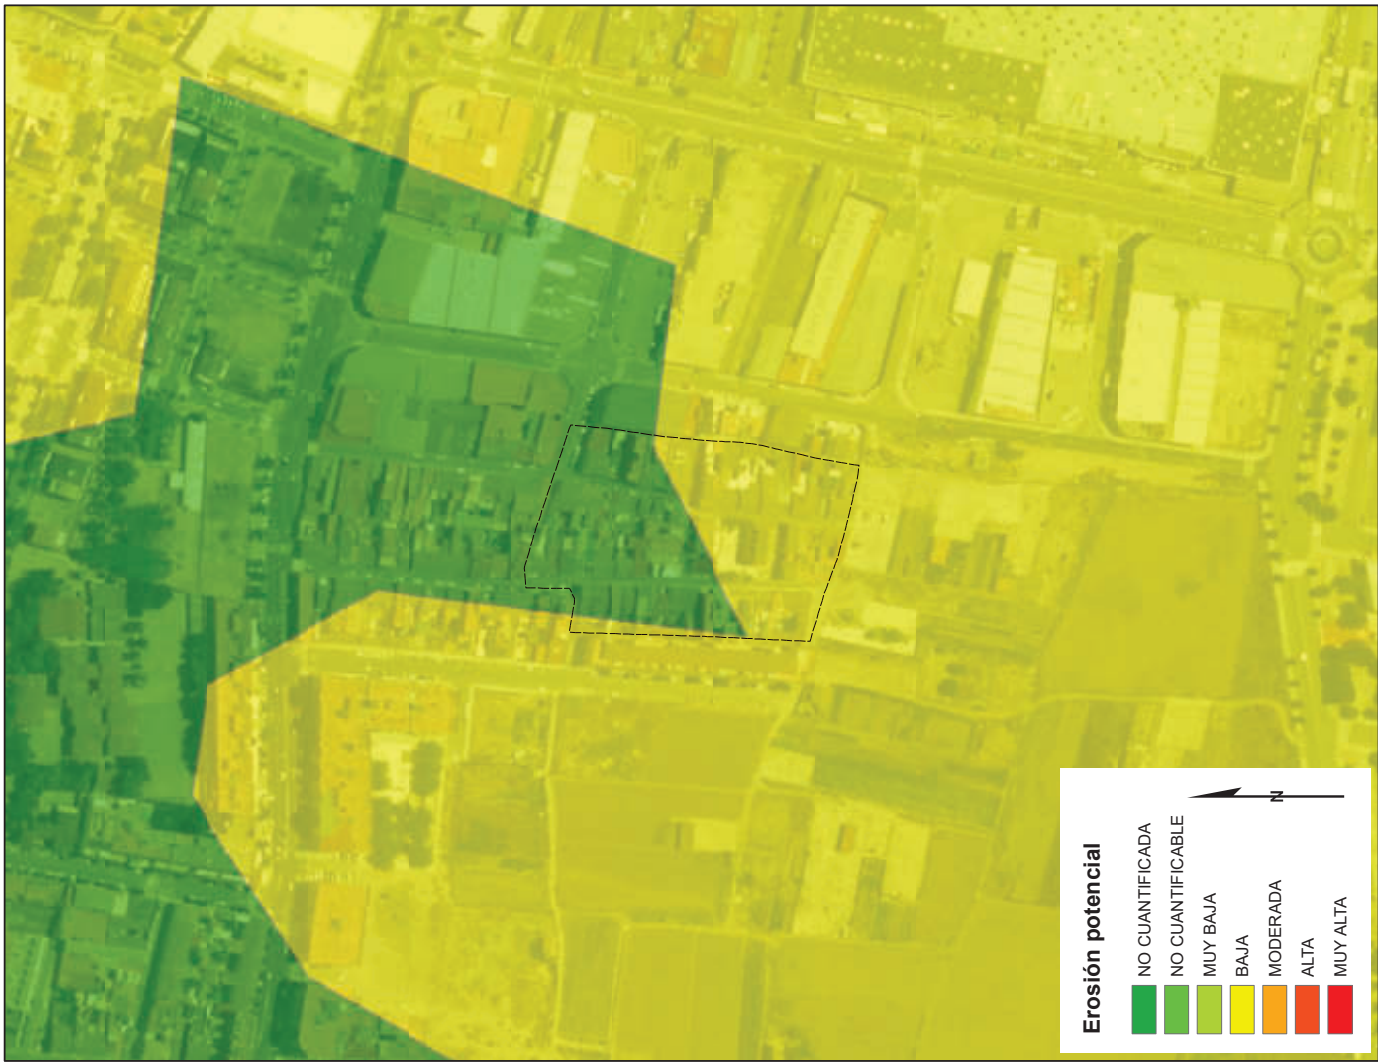 Erosión potencial
NO CUANTIFICADA
NO CUANTIFICABLE
MUY BAJA
BAJA
MODERADA
ALTA
MUY ALTA
N